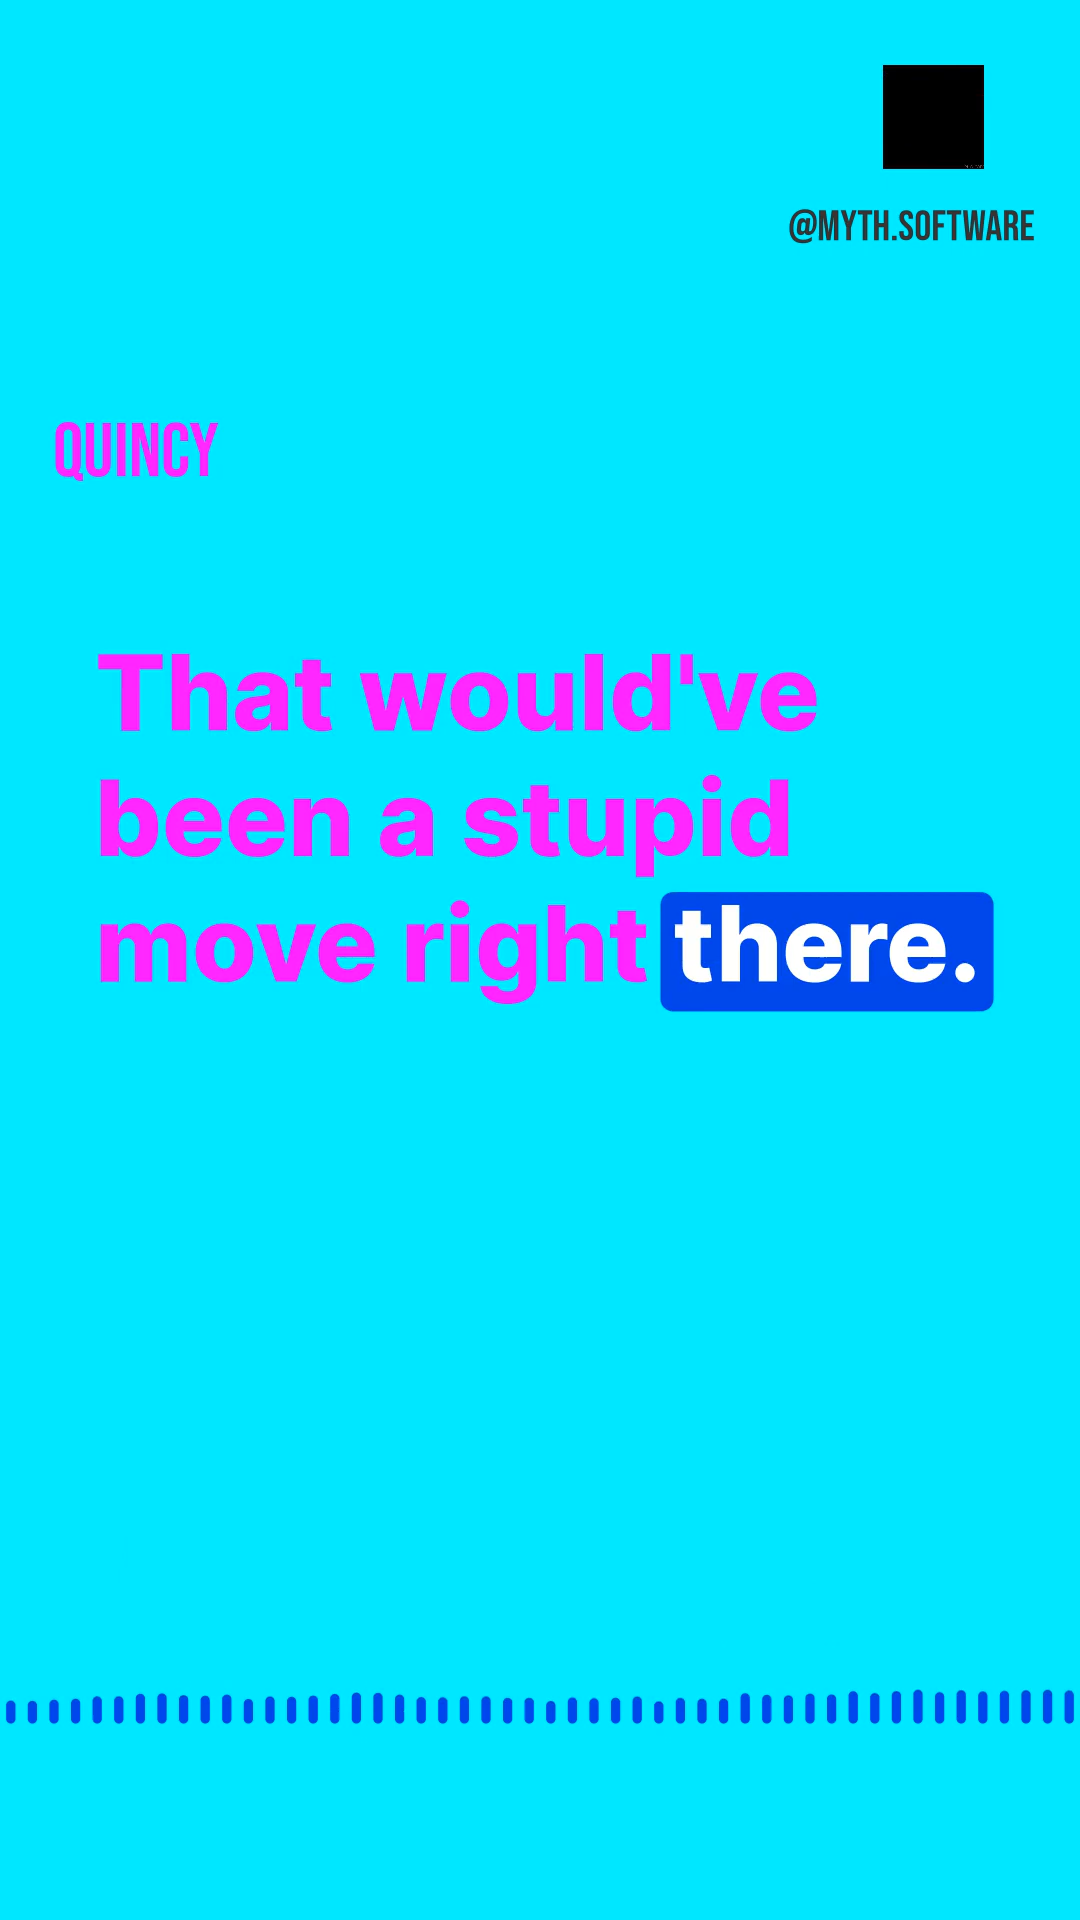 @MYTH.SOFTWARE
QUINCY
That would've
been a stupid
move right there.